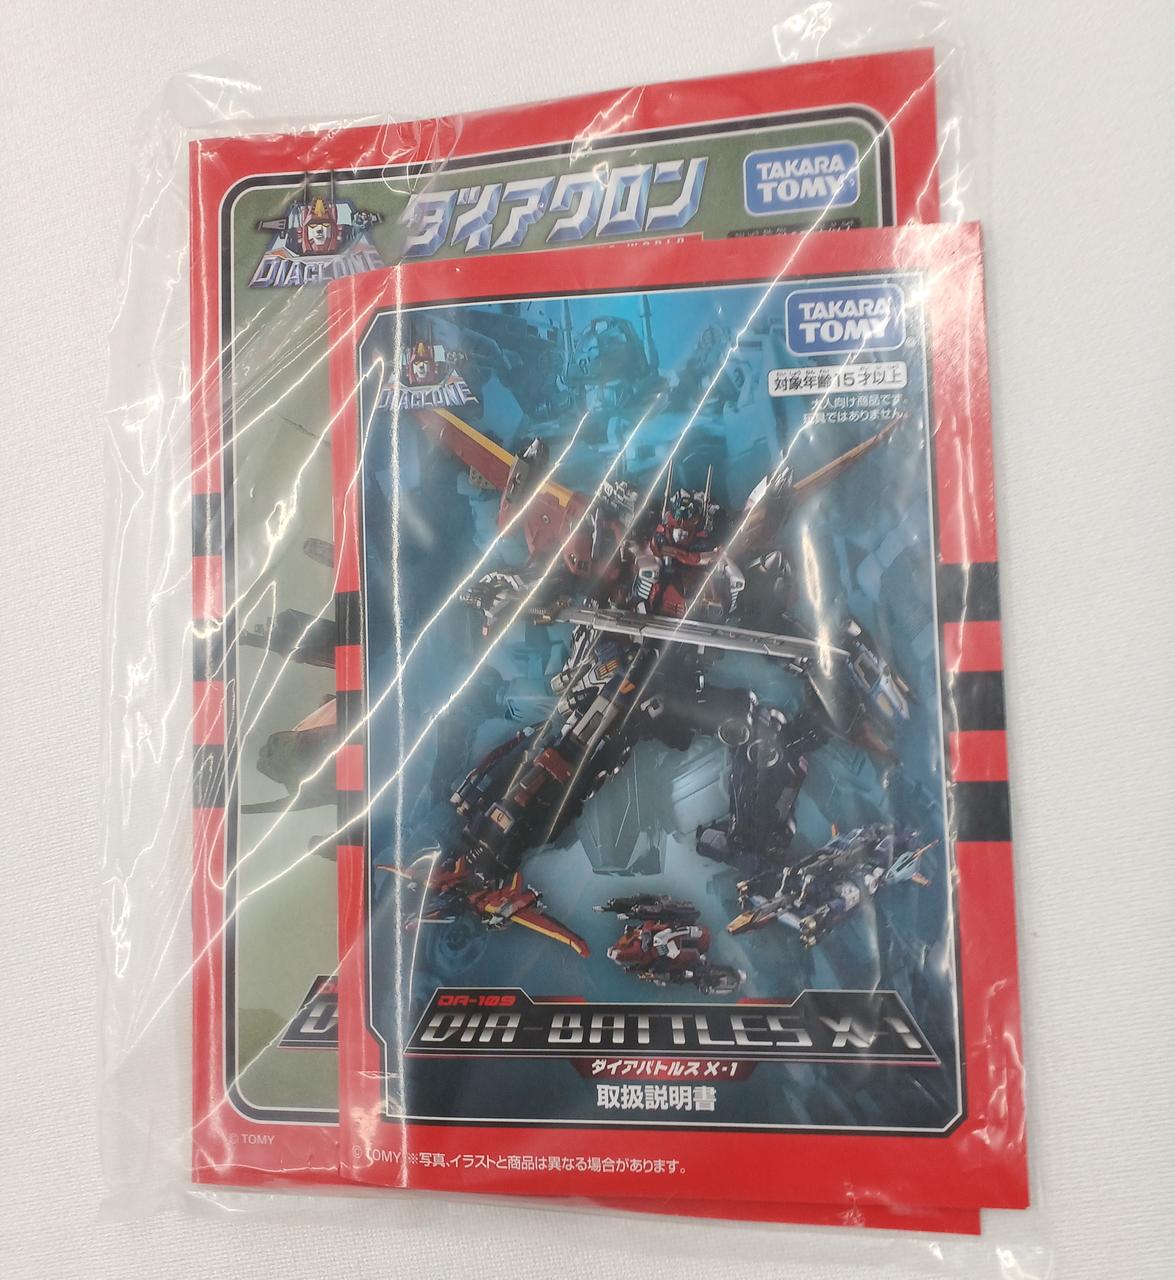 ダイアクロン
TAKARA
TOMY
DIACLONE
WORLD
TAKARA
TOMY
DIACLONE
対象年齢15才以上
大人向け商品です。
玩具ではありません。
DA-109
DIA-BATTLES X-1
ダイアバトルス X-1
取扱説明書
© TOMY
© TOMY ※写真、イラストと商品は異なる場合があります。